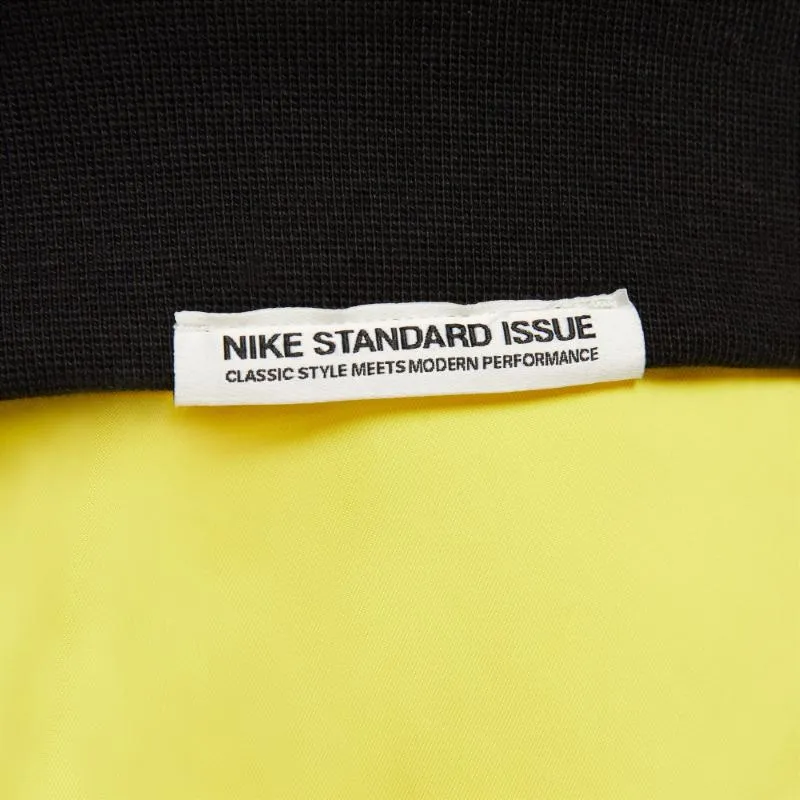 NIKE STANDARD ISSUE
CLASSIC STYLE MEETS MODERN PERFORMANCE